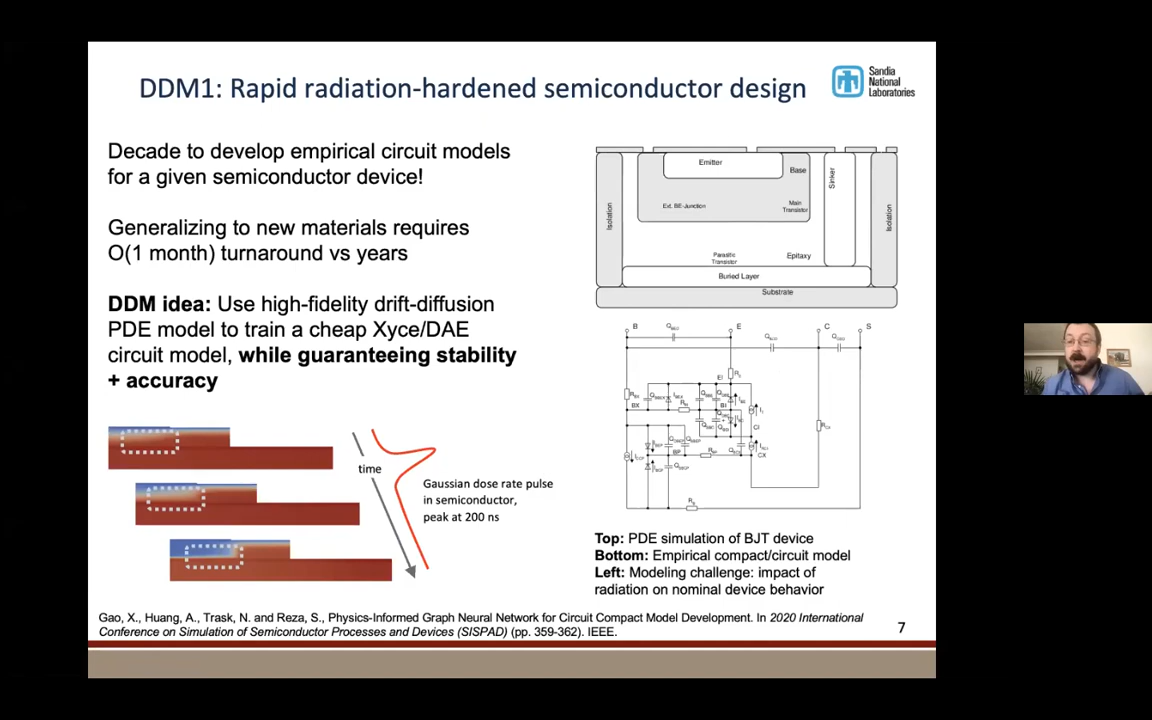 DDM1: Rapid radiation-hardened semiconductor design
Sandia
National
Laboratories
Decade to develop empirical circuit models
for a given semiconductor device!
Generalizing to new materials requires
O(1 month) turnaround vs years
DDM idea: Use high-fidelity drift-diffusion
PDE model to train a cheap Xyce/DAE
circuit model, while guaranteeing stability
+ accuracy
time
Gaussian dose rate pulse
in semiconductor,
peak at 200 ns
Emitter
Base
Sinker
Isolation
Ext. BE-Junction
Main
Transistor
Isolation
Parasitic
Transistor
Epitaxy
Buried Layer
Substrate
B
E
C
S
EI
BX
BI
CI
BP
CX
Top: PDE simulation of BJT device
Bottom: Empirical compact/circuit model
Left: Modeling challenge: impact of
radiation on nominal device behavior
Gao, X., Huang, A., Trask, N. and Reza, S., Physics-Informed Graph Neural Network for Circuit Compact Model Development. In 2020 International
Conference on Simulation of Semiconductor Processes and Devices (SISPAD) (pp. 359-362). IEEE.
7